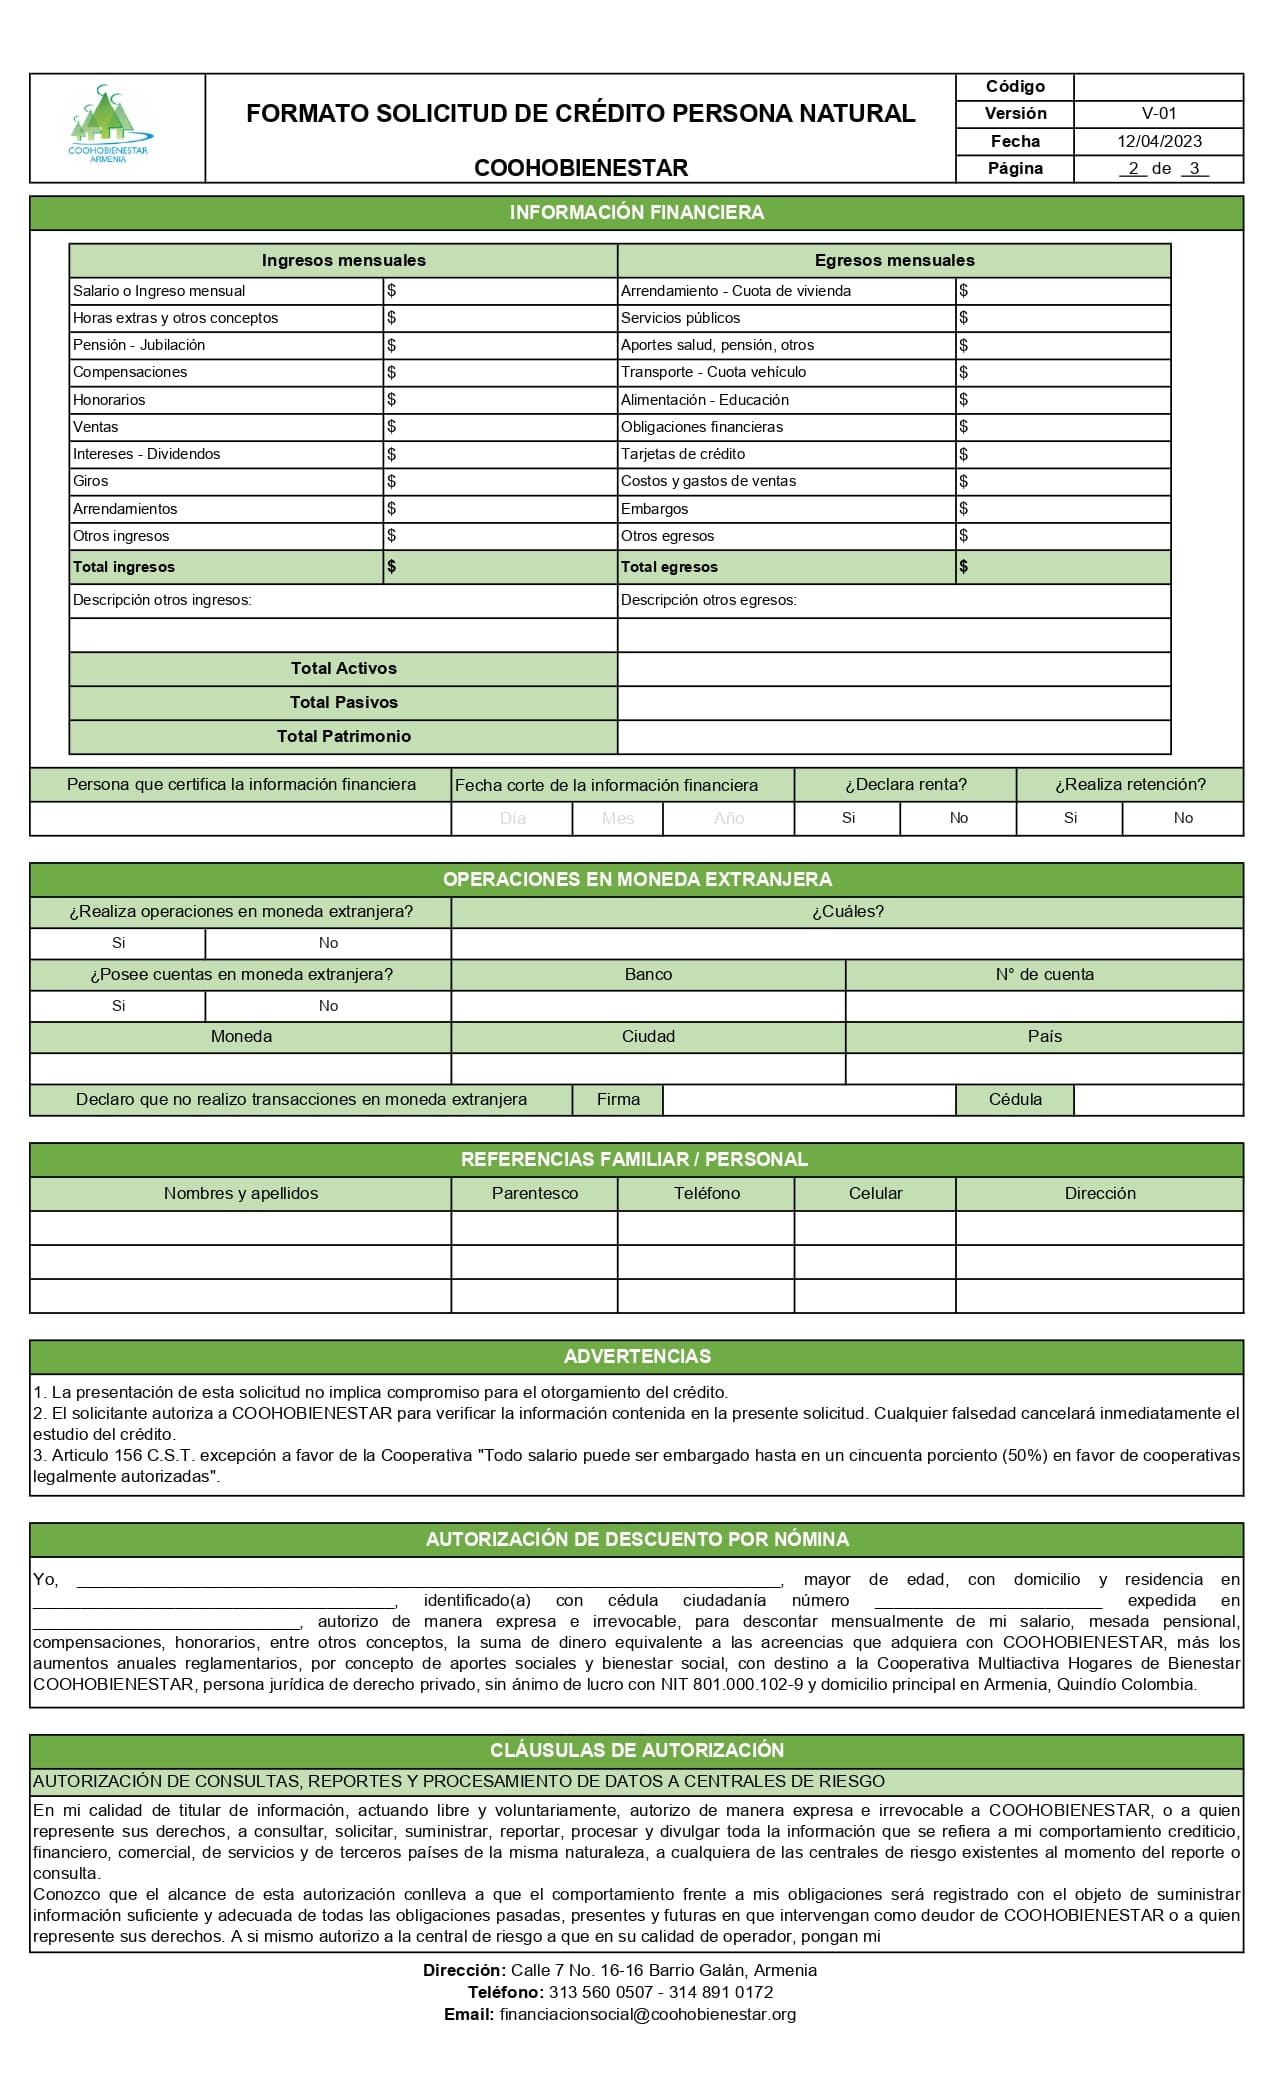 COOHOBIENESTAR
ARMENIA
FORMATO SOLICITUD DE CRÉDITO PERSONA NATURAL
COOHOBIENESTAR
Código
Versión V-01
Fecha 12/04/2023
Página 2 de 3
INFORMACIÓN FINANCIERA
Ingresos mensuales Egresos mensuales
Salario o Ingreso mensual $ Arrendamiento - Cuota de vivienda $
Horas extras y otros conceptos $ Servicios públicos $
Pensión - Jubilación $ Aportes salud, pensión, otros $
Compensaciones $ Transporte - Cuota vehículo $
Honorarios $ Alimentación - Educación $
Ventas $ Obligaciones financieras $
Intereses - Dividendos $ Tarjetas de crédito $
Giros $ Costos y gastos de ventas $
Arrendamientos $ Embargos $
Otros ingresos $ Otros egresos $
Total ingresos $ Total egresos $
Descripción otros ingresos: Descripción otros egresos:
Total Activos
Total Pasivos
Total Patrimonio
Persona que certifica la información financiera Fecha corte de la información financiera ¿Declara renta? ¿Realiza retención?
Día Mes Año Si No Si No
OPERACIONES EN MONEDA EXTRANJERA
¿Realiza operaciones en moneda extranjera? ¿Cuáles?
Si No
¿Posee cuentas en moneda extranjera? Banco N° de cuenta
Si No
Moneda Ciudad País
Declaro que no realizo transacciones en moneda extranjera Firma Cédula
REFERENCIAS FAMILIAR / PERSONAL
Nombres y apellidos Parentesco Teléfono Celular Dirección
ADVERTENCIAS
1. La presentación de esta solicitud no implica compromiso para el otorgamiento del crédito.
2. El solicitante autoriza a COOHOBIENESTAR para verificar la información contenida en la presente solicitud. Cualquier falsedad cancelará inmediatamente el
estudio del crédito.
3. Articulo 156 C.S.T. excepción a favor de la Cooperativa "Todo salario puede ser embargado hasta en un cincuenta porciento (50%) en favor de cooperativas
legalmente autorizadas".
AUTORIZACIÓN DE DESCUENTO POR NÓMINA
Yo, ____________________, mayor de edad, con domicilio y residencia en
____________________, identificado(a) con cédula ciudadanía número ____________________ expedida en
____________________, autorizo de manera expresa e irrevocable, para descontar mensualmente de mi salario, mesada pensional,
compensaciones, honorarios, entre otros conceptos, la suma de dinero equivalente a las acreencias que adquiera con COOHOBIENESTAR, más los
aumentos anuales reglamentarios, por concepto de aportes sociales y bienestar social, con destino a la Cooperativa Multiactiva Hogares de Bienestar
COOHOBIENESTAR, persona jurídica de derecho privado, sin ánimo de lucro con NIT 801.000.102-9 y domicilio principal en Armenia, Quindío Colombia.
CLÁUSULAS DE AUTORIZACIÓN
AUTORIZACIÓN DE CONSULTAS, REPORTES Y PROCESAMIENTO DE DATOS A CENTRALES DE RIESGO
En mi calidad de titular de información, actuando libre y voluntariamente, autorizo de manera expresa e irrevocable a COOHOBIENESTAR, o a quien
represente sus derechos, a consultar, solicitar, suministrar, reportar, procesar y divulgar toda la información que se refiera a mi comportamiento crediticio,
financiero, comercial, de servicios y de terceros países de la misma naturaleza, a cualquiera de las centrales de riesgo existentes al momento del reporte o
consulta.
Conozco que el alcance de esta autorización conlleva a que el comportamiento frente a mis obligaciones será registrado con el objeto de suministrar
información suficiente y adecuada de todas las obligaciones pasadas, presentes y futuras en que intervengan como deudor de COOHOBIENESTAR o a quien
represente sus derechos. A si mismo autorizo a la central de riesgo a que en su calidad de operador, pongan mi
Dirección: Calle 7 No. 16-16 Barrio Galán, Armenia
Teléfono: 313 560 0507 - 314 891 0172
Email: financiacionsocial@coohobienestar.org